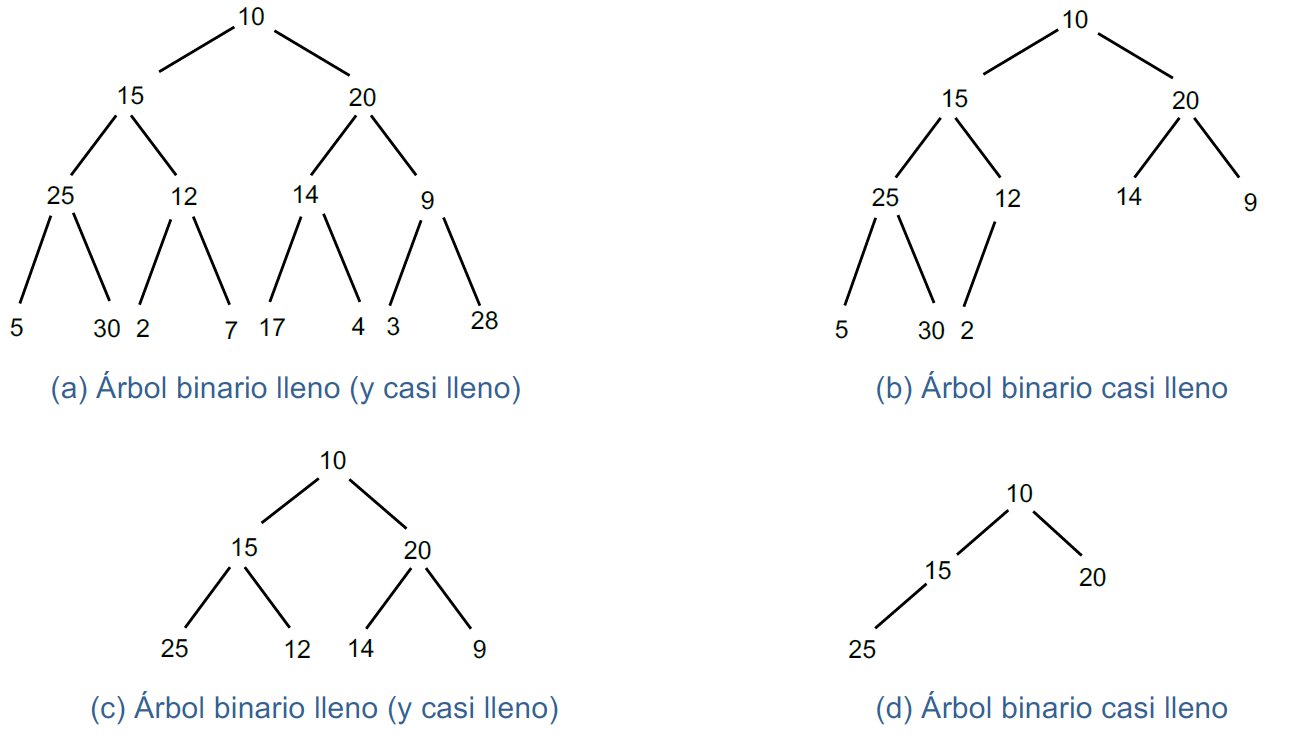 10
15 20
25 12 14 9
5 30 2 7 17 4 3 28
(a) Árbol binario lleno (y casi lleno)
10
15 20
25 12 14 9
5 30 2
(b) Árbol binario casi lleno
10
15 20
25 12 14 9
(c) Árbol binario lleno (y casi lleno)
10
15 20
25
(d) Árbol binario casi lleno